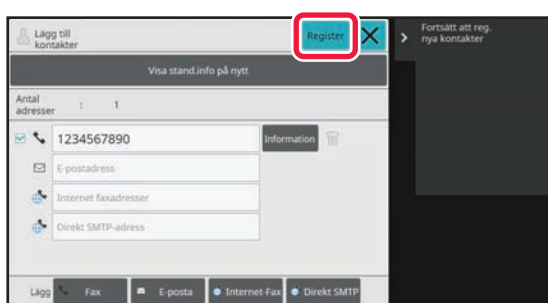 Lägg till
kontakter
Register
Visa stand.info på nytt
Antal
adresser : 1
1234567890
Information
E-postadress
Internet faxadresser
Direkt SMTP-adress
Lägg
Fax
E-posta
Internet-Fax
Direkt SMTP
Fortsätt att reg.
nya kontakter